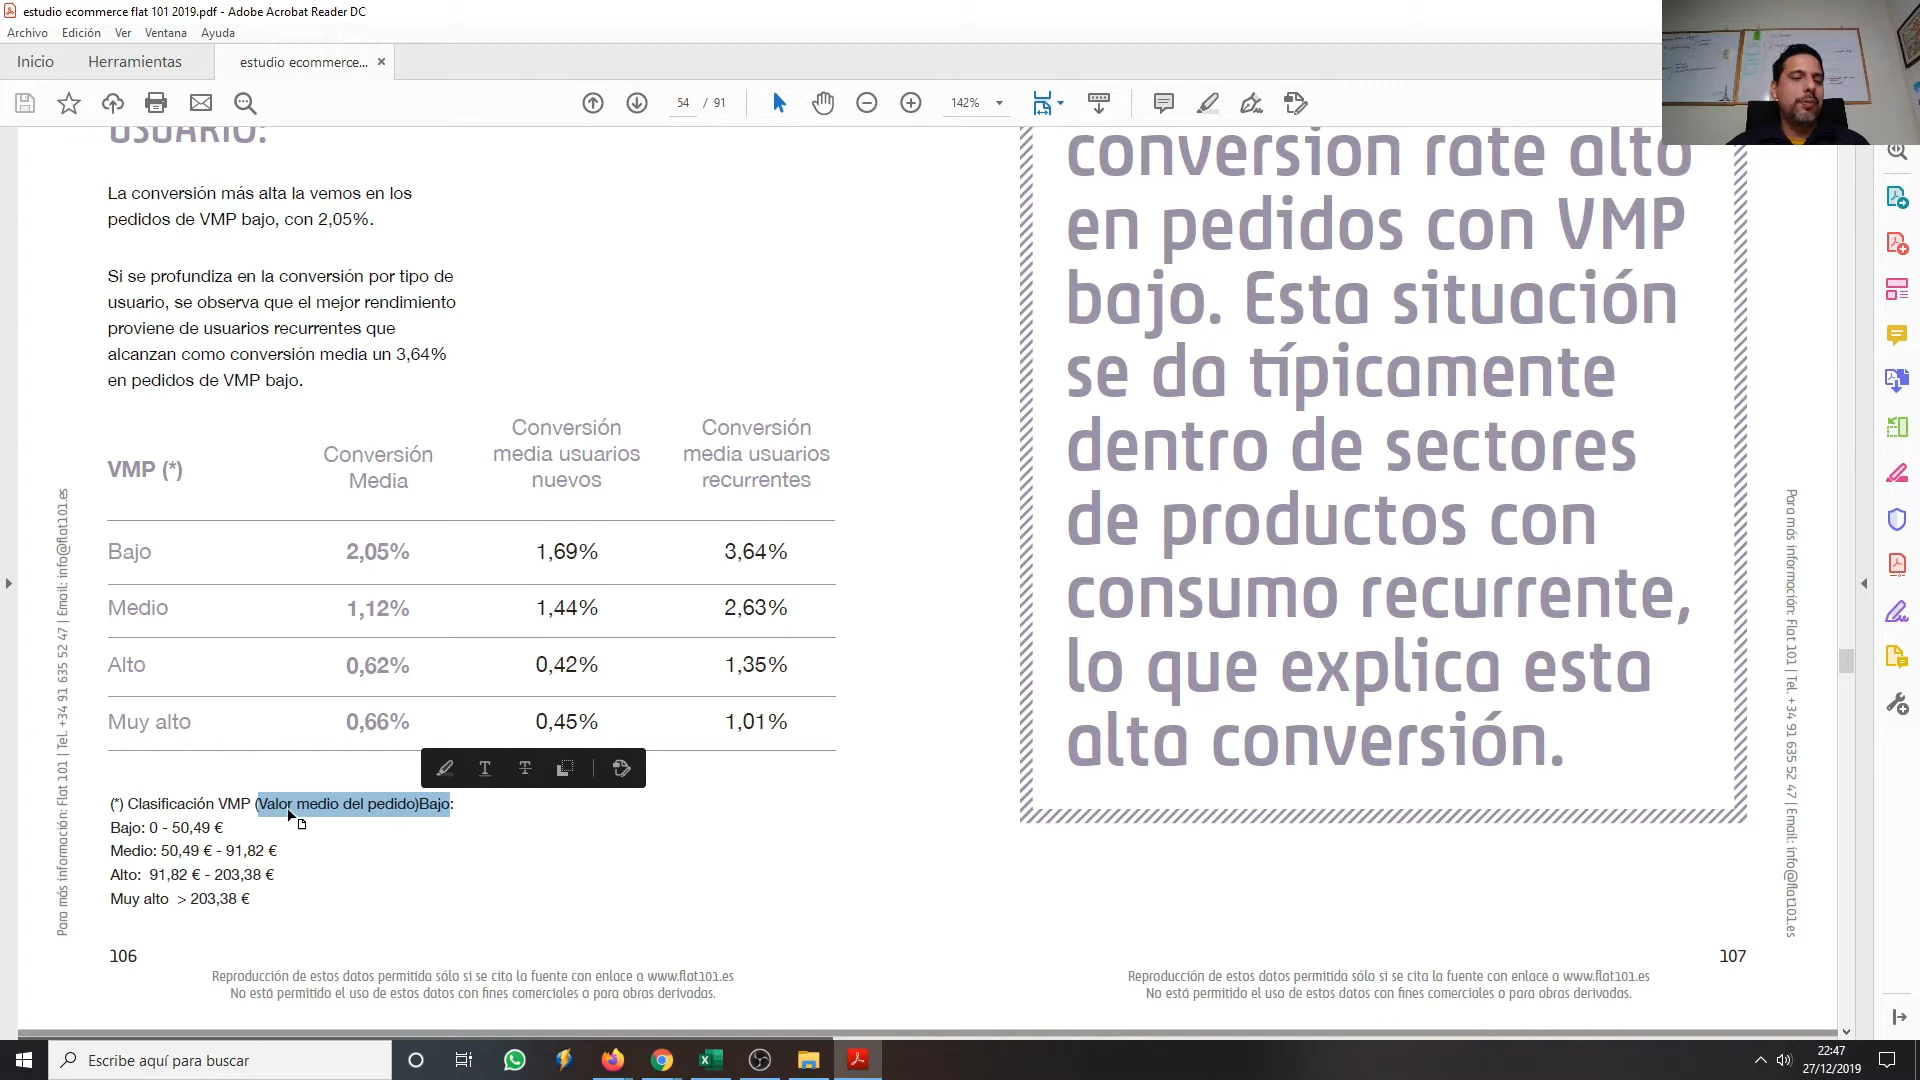 estudio ecommerce flat 101 2019.pdf - Adobe Acrobat Reader DC
Archivo Edición Ver Ventana Ayuda
Inicio Herramientas estudio ecommerce... ×
54 / 91 142%
USUARIO:
La conversión más alta la vemos en los
pedidos de VMP bajo, con 2,05%.
Si se profundiza en la conversión por tipo de
usuario, se observa que el mejor rendimiento
proviene de usuarios recurrentes que
alcanzan como conversión media un 3,64%
en pedidos de VMP bajo.
VMP (*)
Conversión
Media
Conversión
media usuarios
nuevos
Conversión
media usuarios
recurrentes
Bajo 2,05% 1,69% 3,64%
Medio 1,12% 1,44% 2,63%
Alto 0,62% 0,42% 1,35%
Muy alto 0,66% 0,45% 1,01%
(*) Clasificación VMP (Valor medio del pedido)Bajo:
Bajo: 0 - 50,49 €
Medio: 50,49 € - 91,82 €
Alto: 91,82 € - 203,38 €
Muy alto > 203,38 €
106
Reproducción de estos datos permitida sólo si se cita la fuente con enlace a www.flat101.es
No está permitido el uso de estos datos con fines comerciales o para obras derivadas.
Para más información: Flat 101 | Tel. +34 91 635 52 47 | Email: info@flat101.es
conversion rate alto
en pedidos con VMP
bajo. Esta situación
se da típicamente
dentro de sectores
de productos con
consumo recurrente,
lo que explica esta
alta conversión.
107
Reproducción de estos datos permitida sólo si se cita la fuente con enlace a www.flat101.es
No está permitido el uso de estos datos con fines comerciales o para obras derivadas.
Para más información: Flat 101 | Tel. +34 91 635 52 47 | Email: info@flat101.es
Escribe aquí para buscar
22:47
27/12/2019